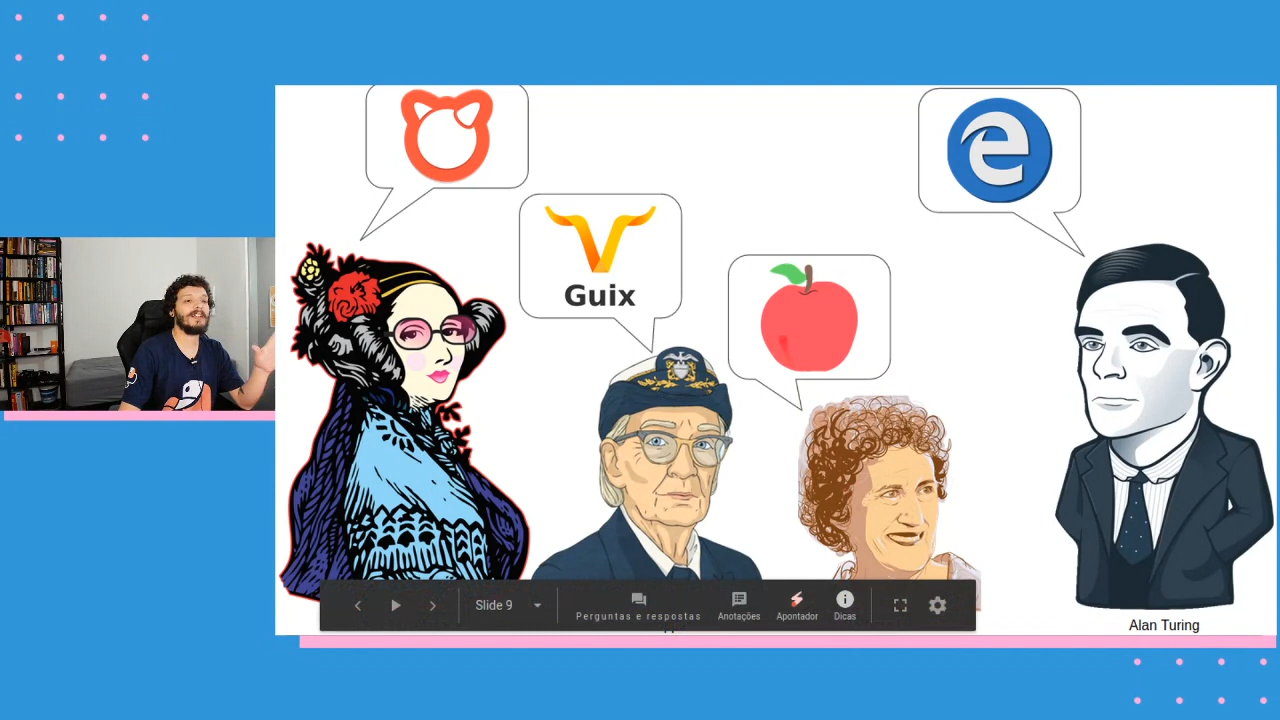 Guix
Slide 9
Perguntas e respostas
Anotações
Apontador
Dicas
Alan Turing